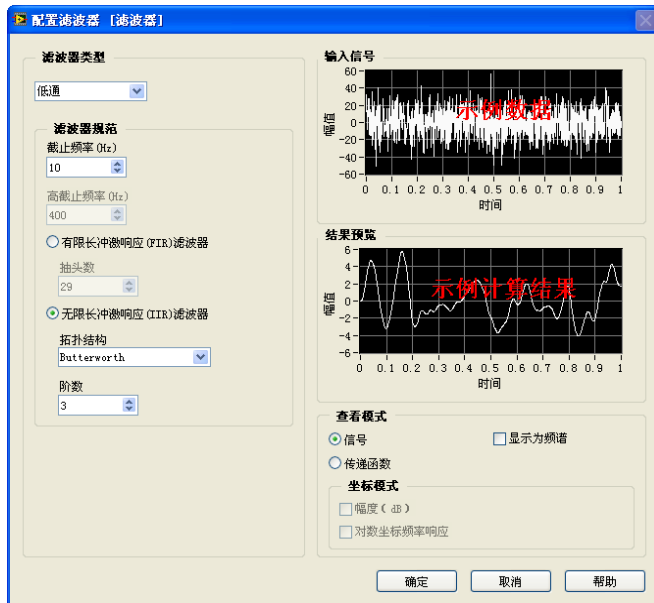 配置滤波器 [滤波器]
滤波器类型
低通
滤波器规范
截止频率(Hz)
10
高截止频率(Hz)
400
有限长冲激响应(FIR)滤波器
抽头数
29
无限长冲激响应(IIR)滤波器
拓扑结构
Butterworth
阶数
3
输入信号
60
40
20
0
-20
-40
-60
幅值
示例数据
0 0.1 0.2 0.3 0.4 0.5 0.6 0.7 0.8 0.9 1
时间
结果预览
6
4
2
0
-2
-4
-6
幅值
示例计算结果
0 0.1 0.2 0.3 0.4 0.5 0.6 0.7 0.8 0.9 1
时间
查看模式
信号
显示为频谱
传递函数
坐标模式
幅度(dB)
对数坐标频率响应
确定
取消
帮助